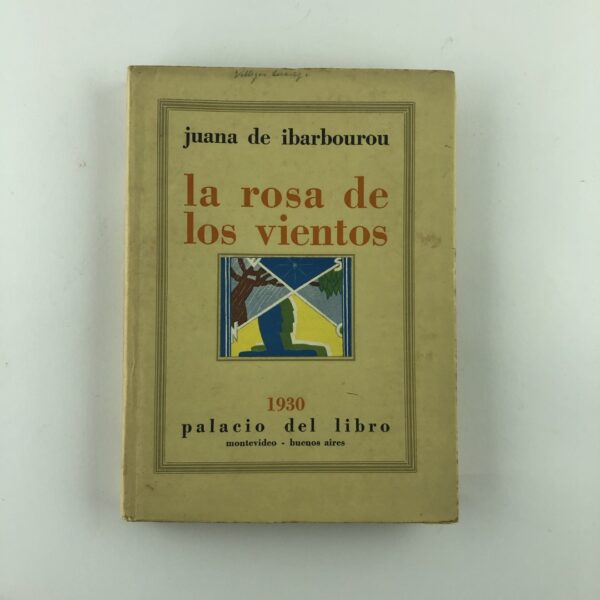 juana de ibarbourou
la rosa de
los vientos
1930
palacio del libro
montevideo - buenos aires